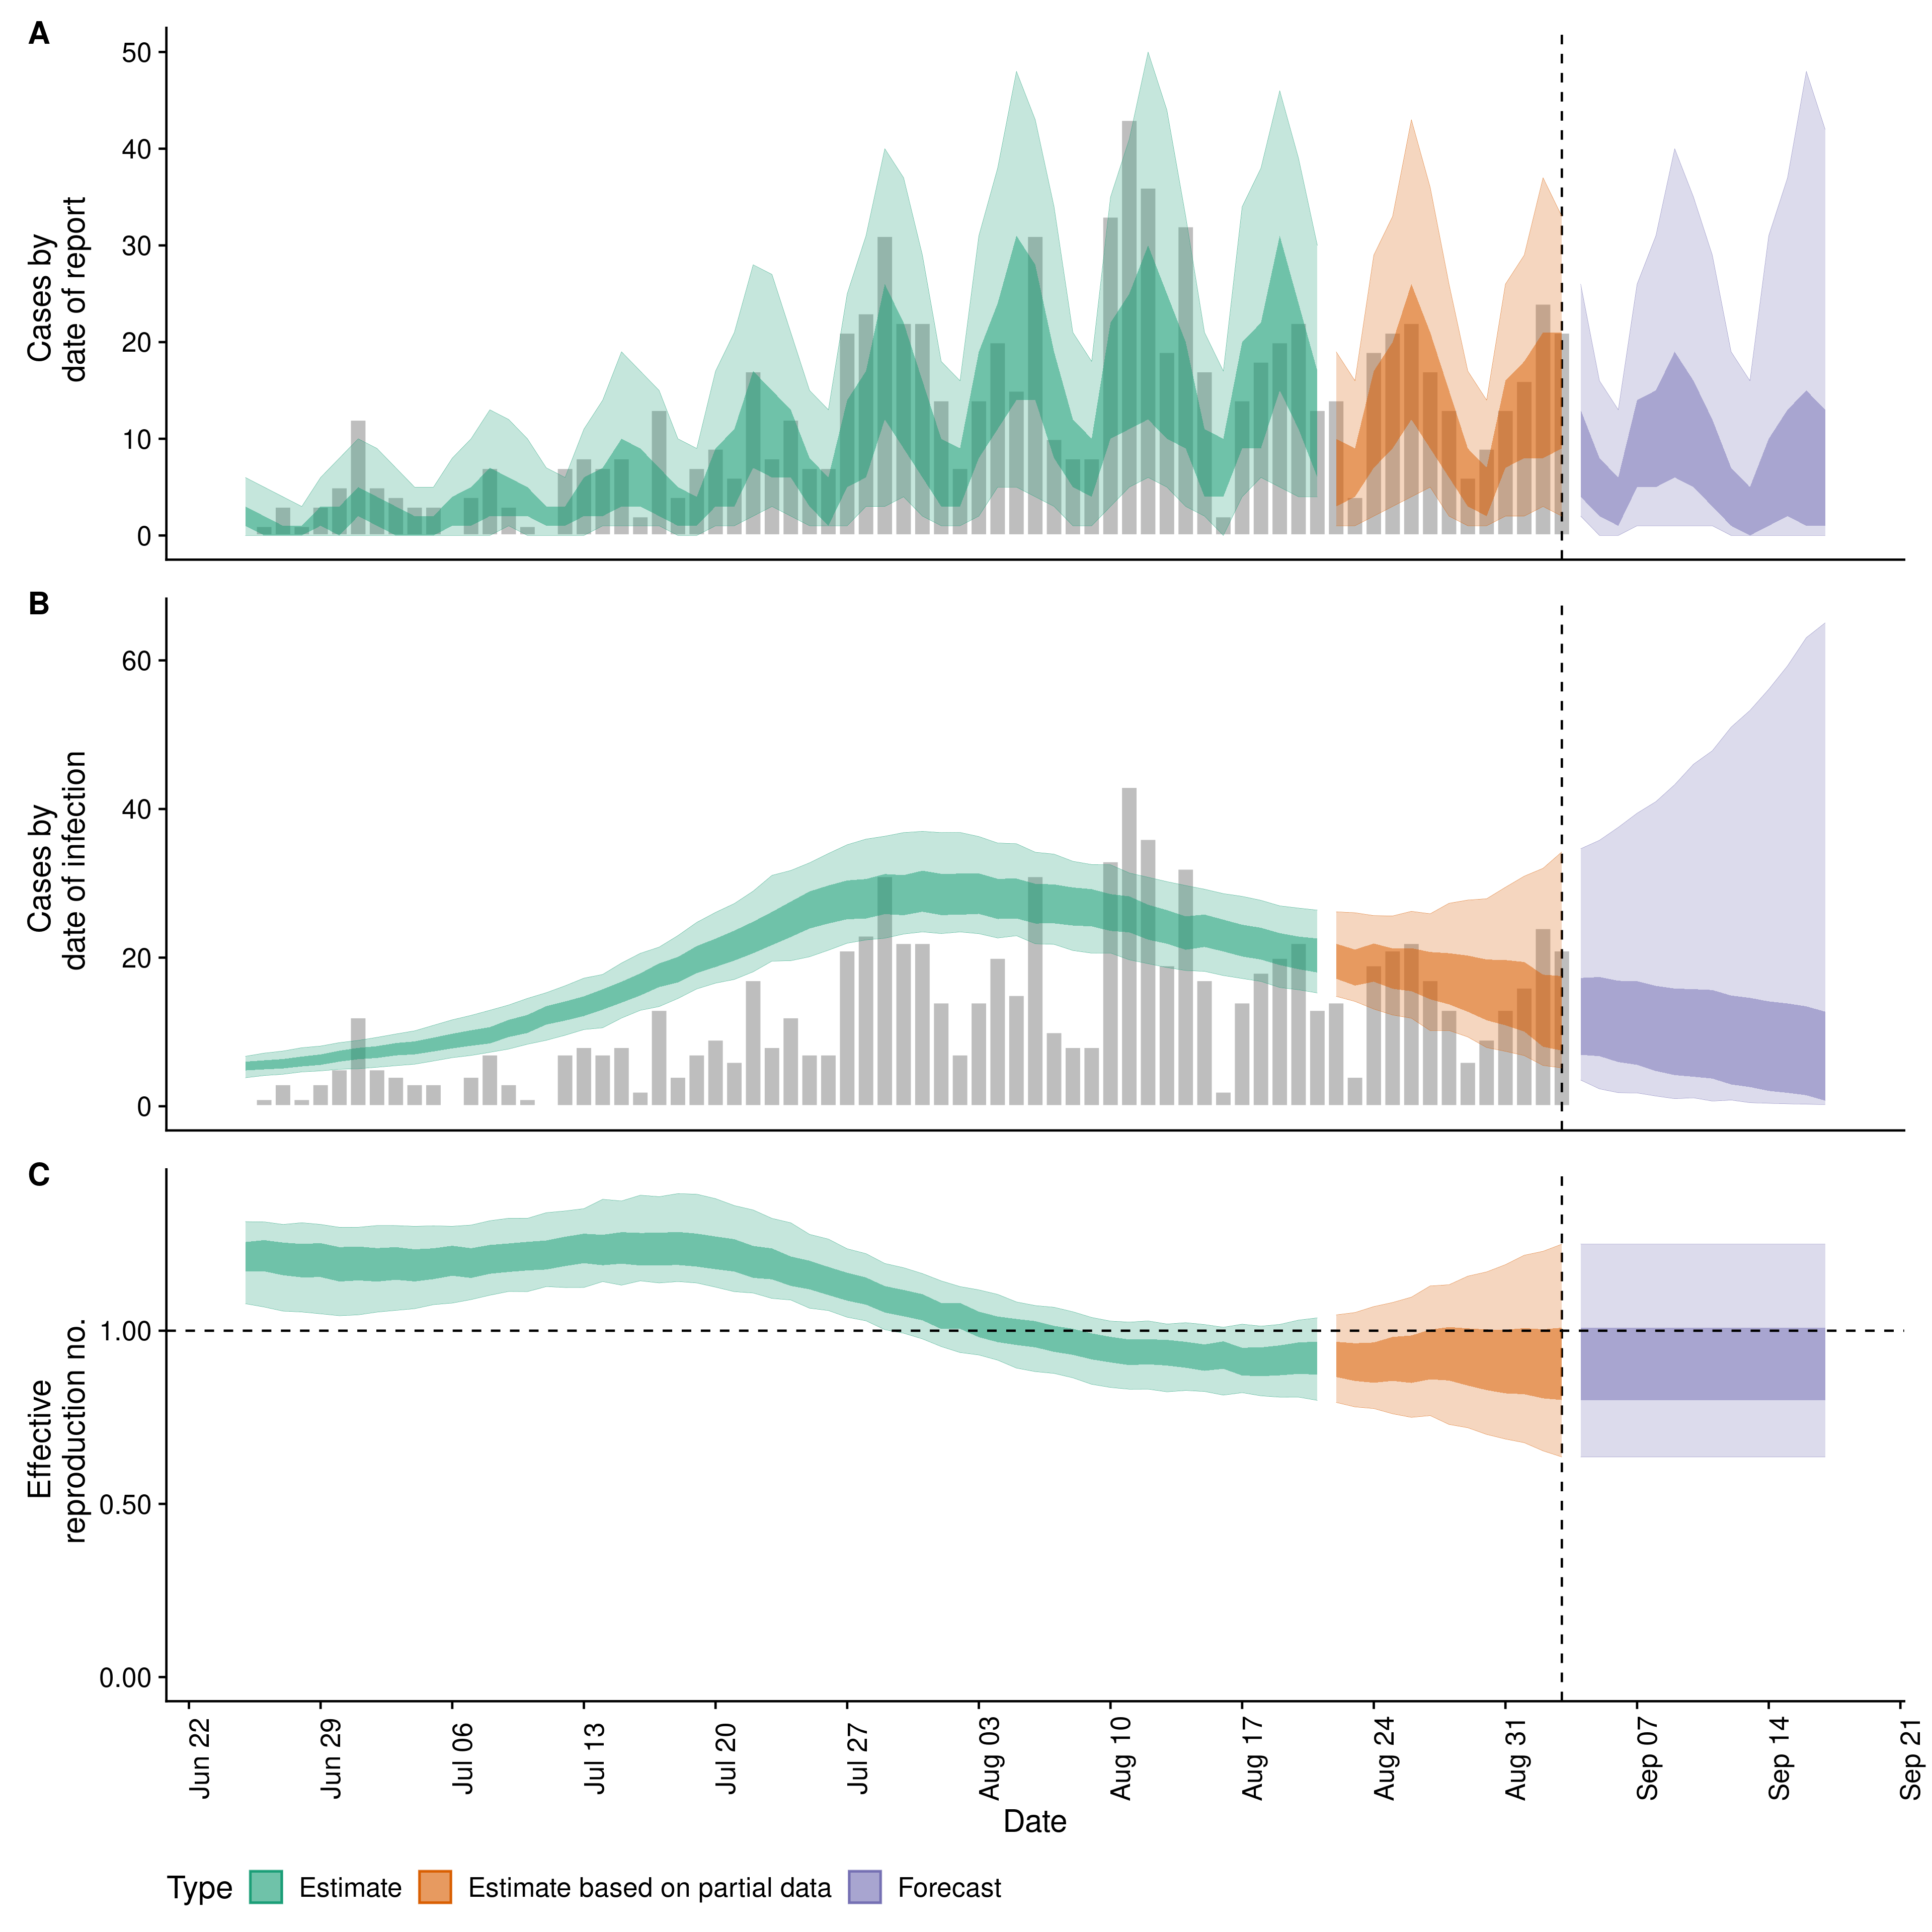 A
50
40
30
20
10
0
Cases by
date of report
B
60
40
20
0
Cases by
date of infection
C
1.00
0.50
0.00
Effective
reproduction no.
Jun 22
Jun 29
Jul 06
Jul 13
Jul 20
Jul 27
Aug 03
Aug 10
Aug 17
Aug 24
Aug 31
Sep 07
Sep 14
Sep 21
Date
Type Estimate Estimate based on partial data Forecast